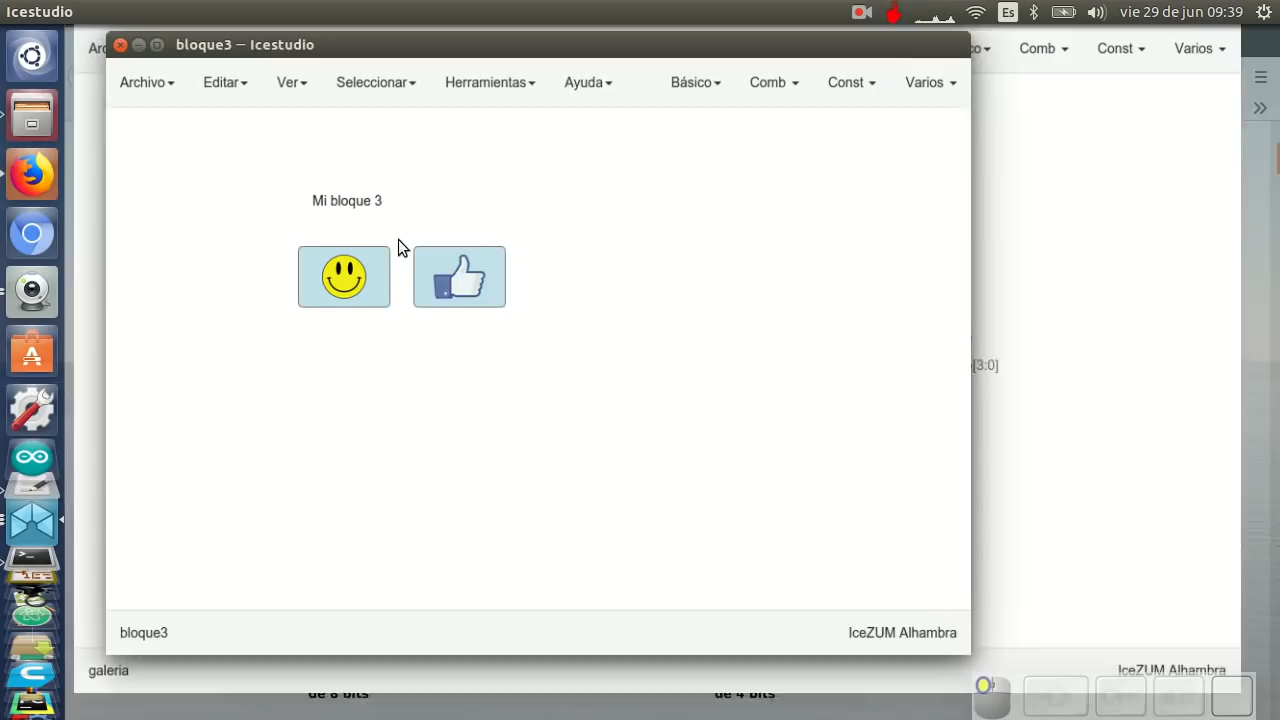 Icestudio
Es
vie 29 de jun 09:39
bloque3 – Icestudio
Archivo Editar Ver Seleccionar Herramientas Ayuda Básico Comb Const Varios
Comb Const Varios
Mi bloque 3
[3:0]
bloque3 IceZUM Alhambra
galeria IceZUM Alhambra
de 8 bits de 4 bits